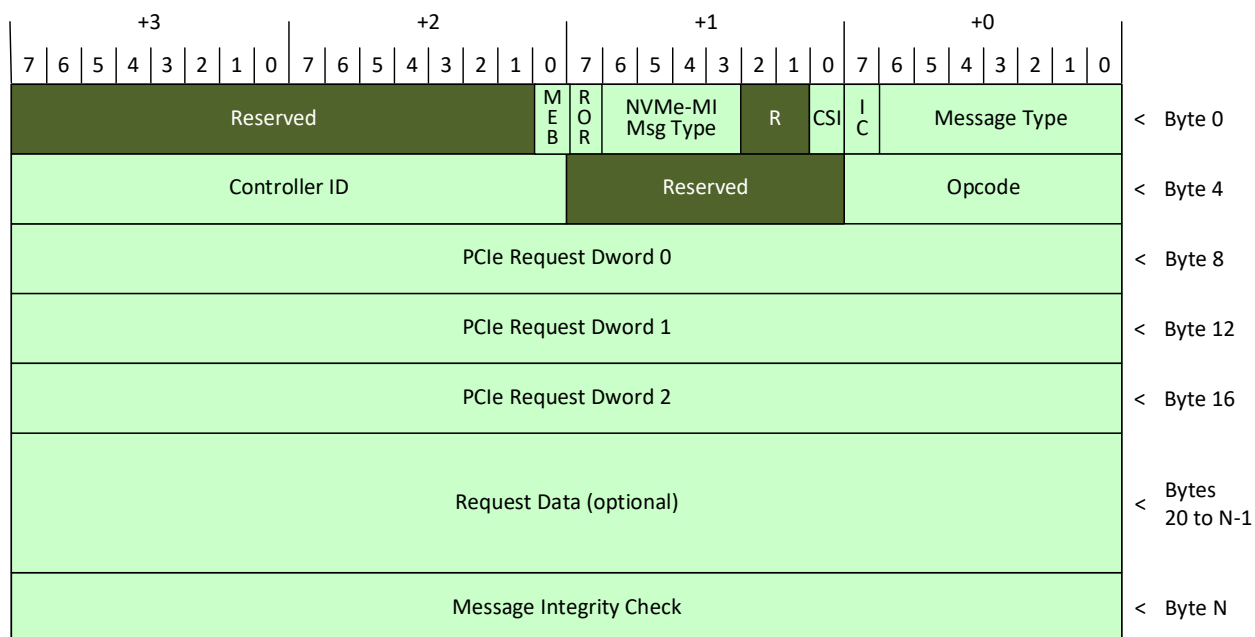 +3 +2 +1 +0
7 6 5 4 3 2 1 0 7 6 5 4 3 2 1 0 7 6 5 4 3 2 1 0 7 6 5 4 3 2 1 0
Reserved MEB ROR NVMe-MI Msg Type R CSI IC Message Type < Byte 0
Controller ID Reserved Opcode < Byte 4
PCIe Request Dword 0 < Byte 8
PCIe Request Dword 1 < Byte 12
PCIe Request Dword 2 < Byte 16
Request Data (optional) < Bytes 20 to N-1
Message Integrity Check < Byte N